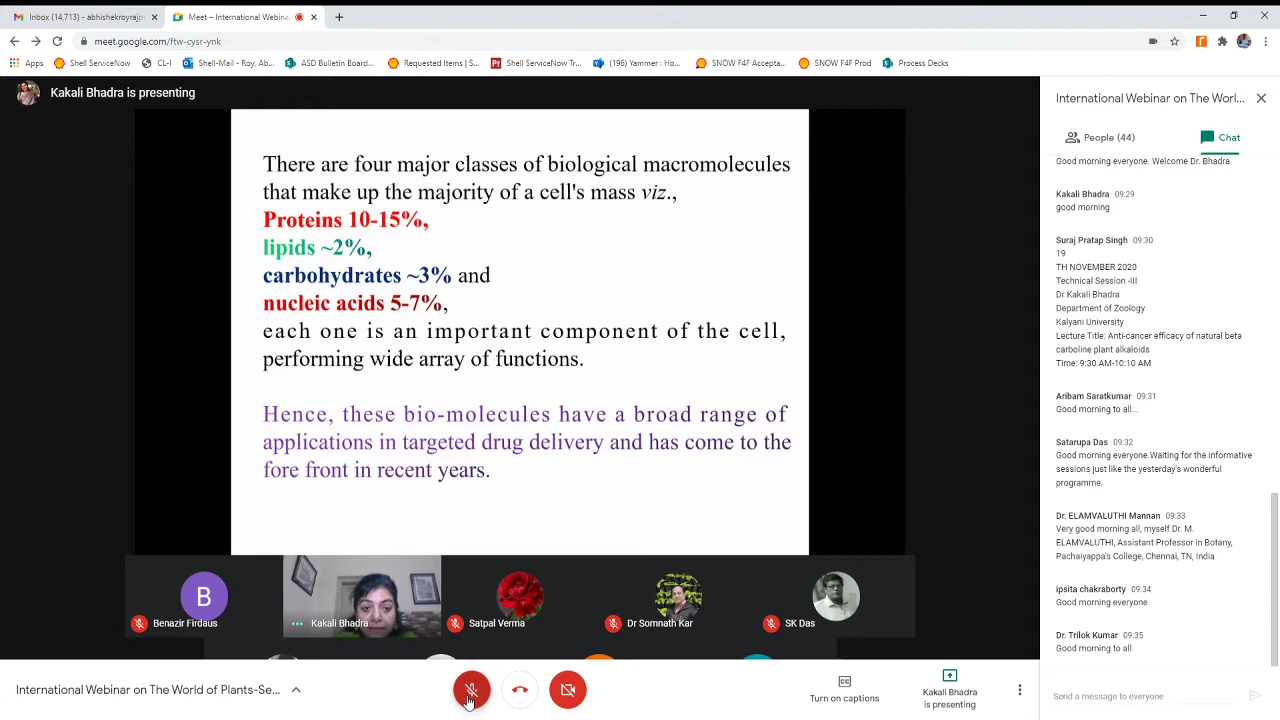 Inbox (14,713) - abhishekroyrajp
Meet – International Webina
meet.google.com/ftw-cysr-ynk
Apps
Shell ServiceNow
CL-I
Shell-Mail - Roy, Ab...
ASD Bulletin Board...
Requested Items | S...
Shell ServiceNow Tr...
(196) Yammer : Ho...
SNOW F4F Accepta...
SNOW F4F Prod
Process Decks
Kakali Bhadra is presenting
There are four major classes of biological macromolecules
that make up the majority of a cell's mass viz.,
Proteins 10-15%,
lipids ~2%,
carbohydrates ~3% and
nucleic acids 5-7%,
each one is an important component of the cell,
performing wide array of functions.
Hence, these bio-molecules have a broad range of
applications in targeted drug delivery and has come to the
fore front in recent years.
B
Benazir Firdaus
Kakali Bhadra
Satpal Verma
Dr Somnath Kar
SK Das
International Webinar on The World of Plants-Se...
Turn on captions
Kakali Bhadra
is presenting
International Webinar on The Worl...
People (44)
Chat
Good morning everyone. Welcome Dr. Bhadra.
Kakali Bhadra 09:29
good morning
Suraj Pratap Singh 09:30
19
TH NOVEMBER 2020
Technical Session -III
Dr Kakali Bhadra
Department of Zoology
Kalyani University
Lecture Title: Anti-cancer efficacy of natural beta
carboline plant alkaloids
Time: 9:30 AM-10:10 AM
Aribam Saratkumar 09:31
Good morning to all...
Satarupa Das 09:32
Good morning everyone.Waiting for the informative
sessions just like the yesterday's wonderful
programme.
Dr. ELAMVALUTHI Mannan 09:33
Very good morning all, myself Dr. M.
ELAMVALUTHI, Assistant Professor in Botany,
Pachaiyappa's College, Chennai, TN, India
ipsita chakraborty 09:34
Good morning everyone
Dr. Trilok Kumar 09:35
Good morning to all
Send a message to everyone